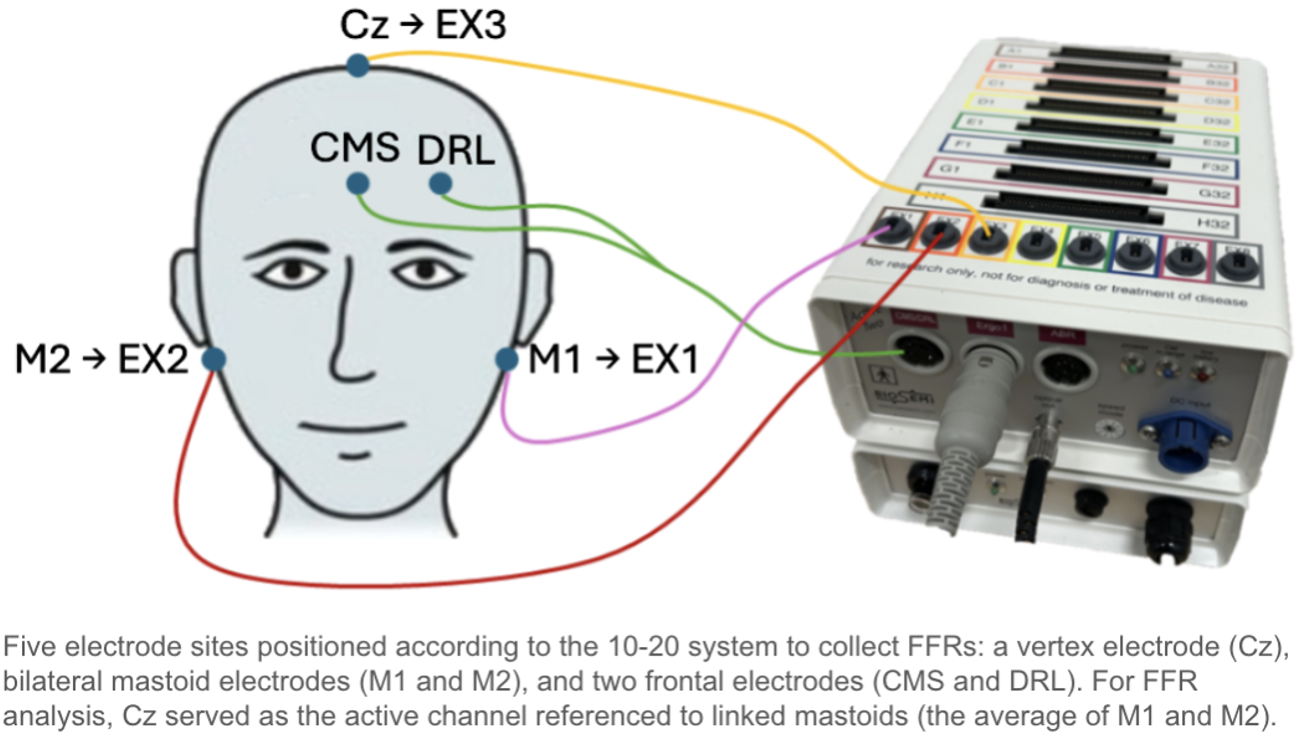 Cz → EX3
CMS DRL
M2 → EX2
M1 → EX1
A1 A32
B1 B32
C1 C32
D1 D32
E1 E32
F1 F32
G1 G32
H32
EX1 EX2 EX3 EX4 EX5 EX6 EX7 EX8
for research only, not for diagnosis or treatment of disease
CMS/DRL Ergo1
DC input
BIOSEMI
Five electrode sites positioned according to the 10-20 system to collect FFRs: a vertex electrode (Cz),
bilateral mastoid electrodes (M1 and M2), and two frontal electrodes (CMS and DRL). For FFR
analysis, Cz served as the active channel referenced to linked mastoids (the average of M1 and M2).